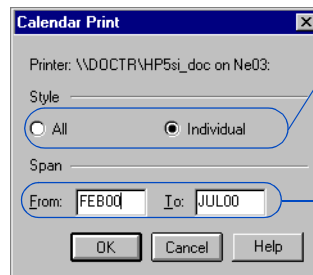 Calendar Print
Printer: \\DOCTR\HP5si_doc on Ne03:
Style
All Individual
Span
From: FEB00 To: JUL00
OK Cancel Help